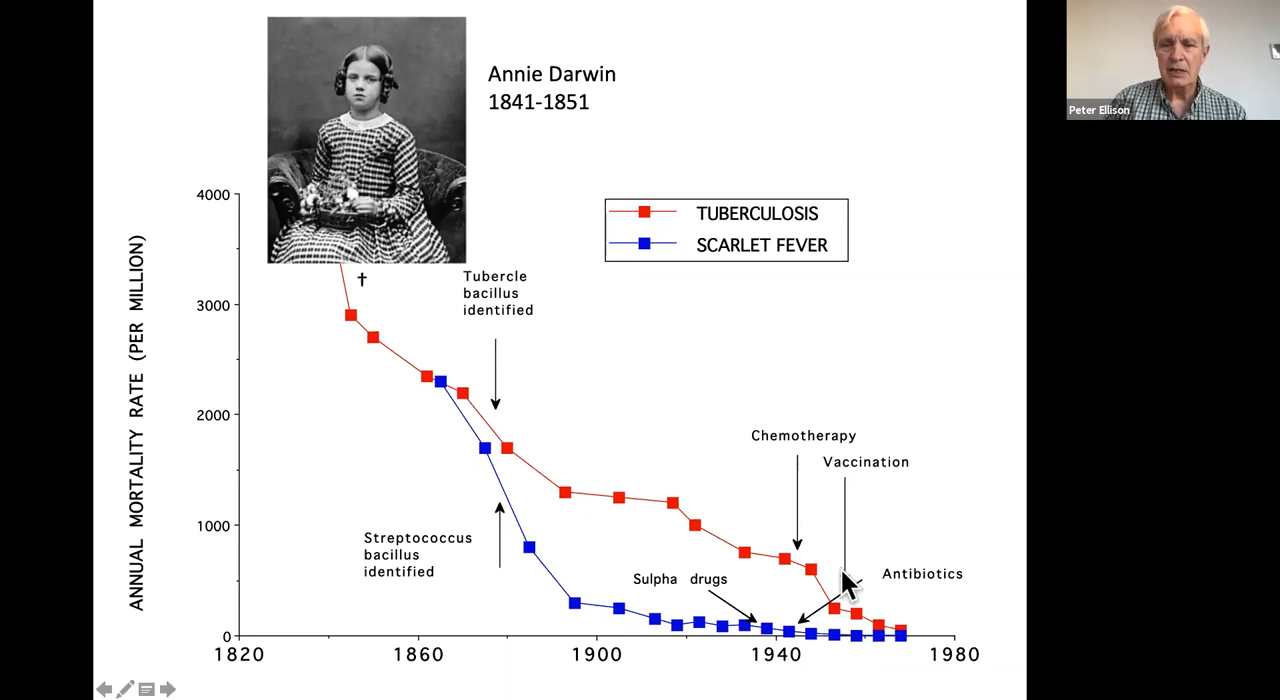 Annie Darwin
1841-1851
Peter Ellison
TUBERCULOSIS
SCARLET FEVER
ANNUAL MORTALITY RATE (PER MILLION)
4000
3000
2000
1000
0
†
Tubercle
bacillus
identified
Streptococcus
bacillus
identified
Chemotherapy
Vaccination
Sulpha drugs
Antibiotics
1820
1860
1900
1940
1980